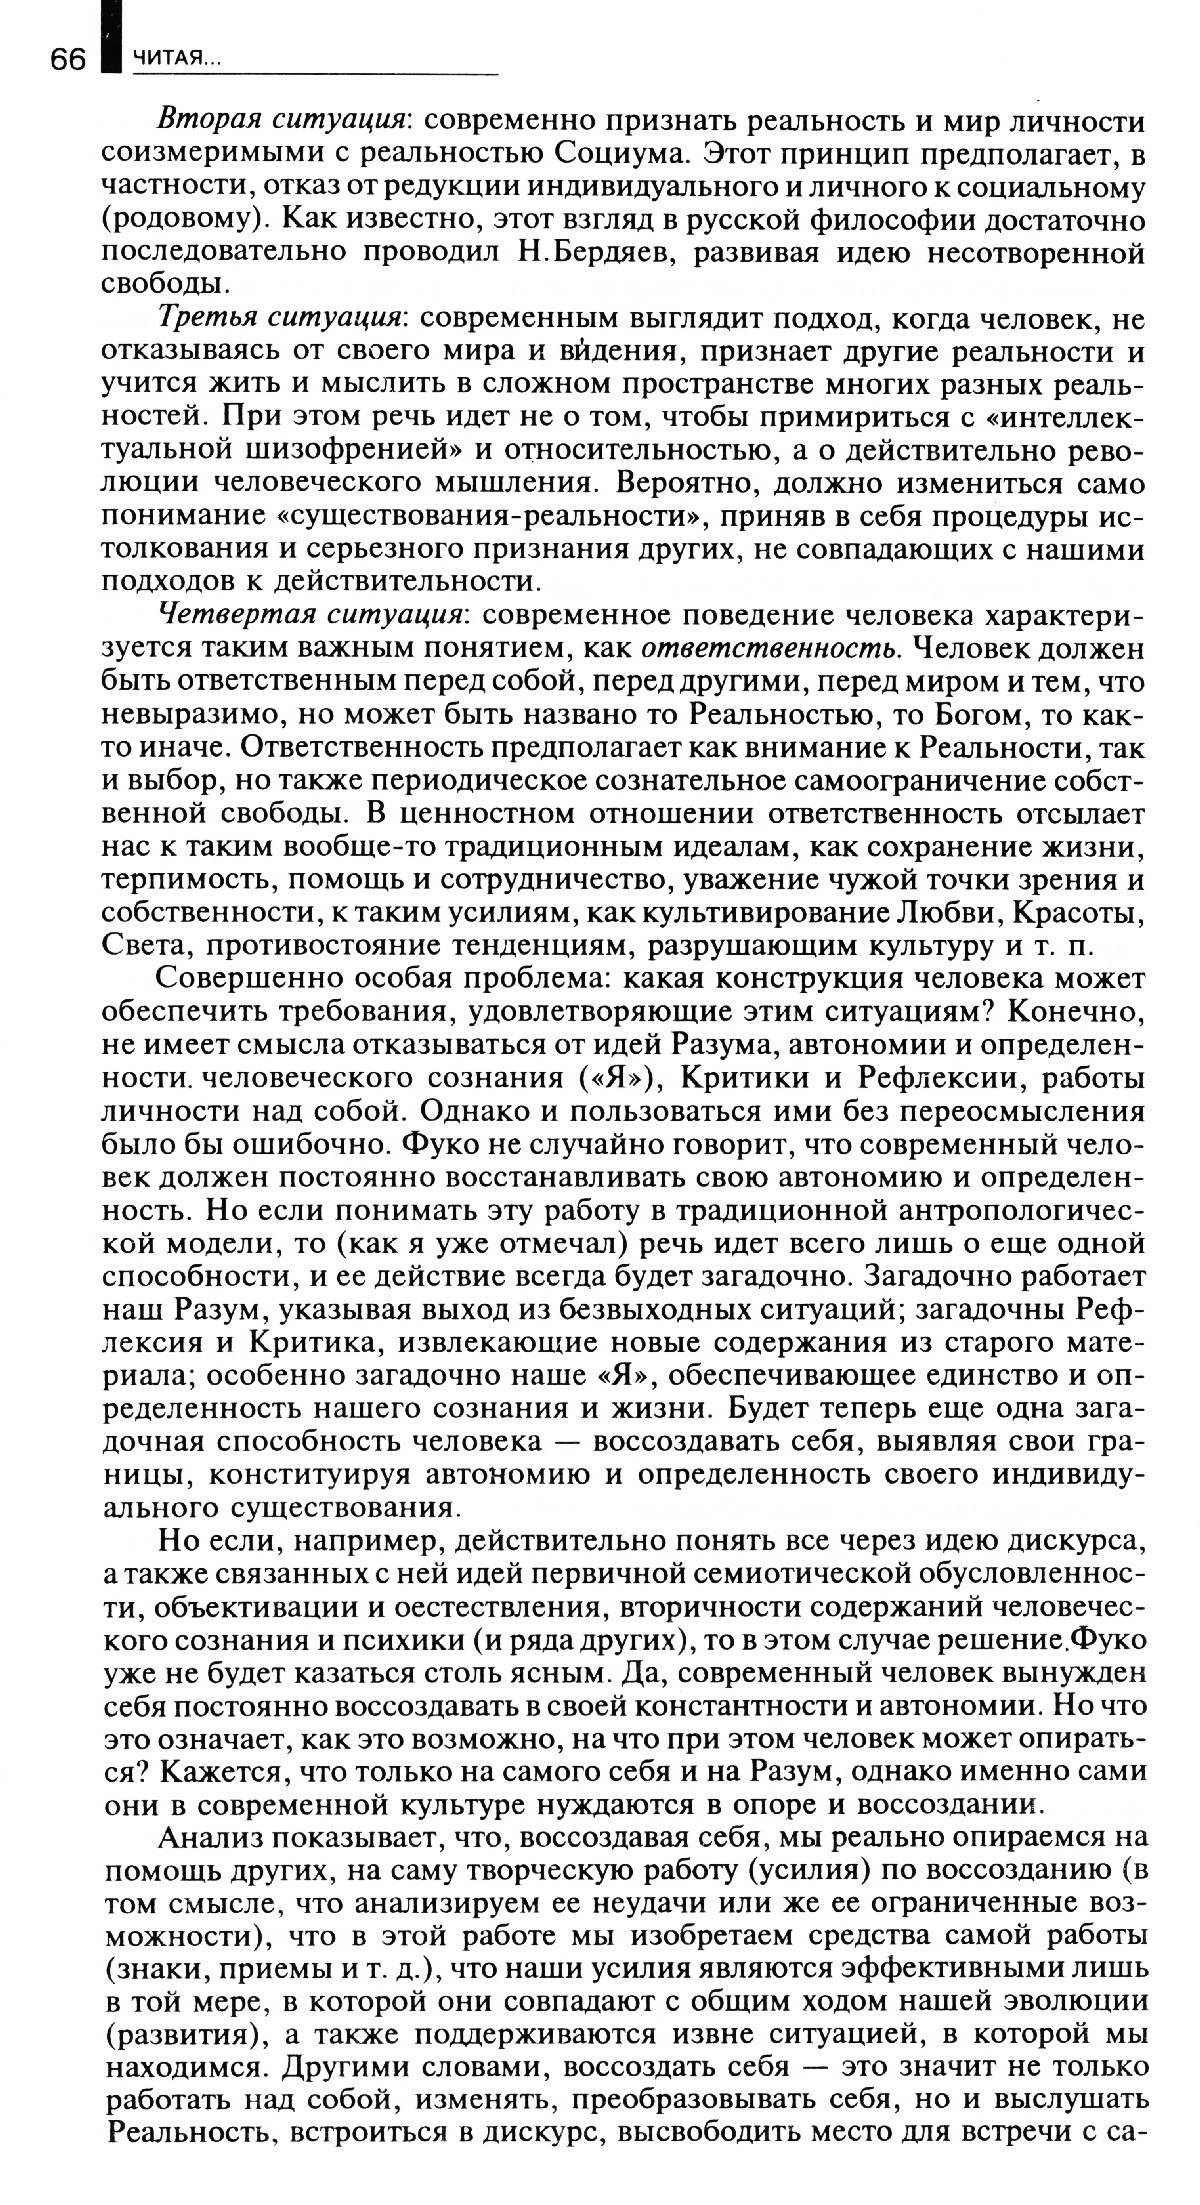 66 ЧИТАЯ...
Вторая ситуация: современно признать реальность и мир личности
соизмеримыми с реальностью Социума. Этот принцип предполагает, в
частности, отказ от редукции индивидуального и личного к социальному
(родовому). Как известно, этот взгляд в русской философии достаточно
последовательно проводил Н.Бердяев, развивая идею несотворенной
свободы.
Третья ситуация: современным выглядит подход, когда человек, не
отказываясь от своего мира и ви́дения, признает другие реальности и
учится жить и мыслить в сложном пространстве многих разных реаль-
ностей. При этом речь идет не о том, чтобы примириться с «интеллек-
туальной шизофренией» и относительностью, а о действительно рево-
люции человеческого мышления. Вероятно, должно измениться само
понимание «существования-реальности», приняв в себя процедуры ис-
толкования и серьезного признания других, не совпадающих с нашими
подходов к действительности.
Четвертая ситуация: современное поведение человека характери-
зуется таким важным понятием, как ответственность. Человек должен
быть ответственным перед собой, перед другими, перед миром и тем, что
невыразимо, но может быть названо то Реальностью, то Богом, то как-
то иначе. Ответственность предполагает как внимание к Реальности, так
и выбор, но также периодическое сознательное самоограничение собст-
венной свободы. В ценностном отношении ответственность отсылает
нас к таким вообще-то традиционным идеалам, как сохранение жизни,
терпимость, помощь и сотрудничество, уважение чужой точки зрения и
собственности, к таким усилиям, как культивирование Любви, Красоты,
Света, противостояние тенденциям, разрушающим культуру и т. п.
Совершенно особая проблема: какая конструкция человека может
обеспечить требования, удовлетворяющие этим ситуациям? Конечно,
не имеет смысла отказываться от идей Разума, автономии и определен-
ности. человеческого сознания («Я»), Критики и Рефлексии, работы
личности над собой. Однако и пользоваться ими без переосмысления
было бы ошибочно. Фуко не случайно говорит, что современный чело-
век должен постоянно восстанавливать свою автономию и определен-
ность. Но если понимать эту работу в традиционной антропологичес-
кой модели, то (как я уже отмечал) речь идет всего лишь о еще одной
способности, и ее действие всегда будет загадочно. Загадочно работает
наш Разум, указывая выход из безвыходных ситуаций; загадочны Реф-
лексия и Критика, извлекающие новые содержания из старого мате-
риала; особенно загадочно наше «Я», обеспечивающее единство и оп-
ределенность нашего сознания и жизни. Будет теперь еще одна зага-
дочная способность человека — воссоздавать себя, выявляя свои гра-
ницы, конституируя автономию и определенность своего индивиду-
ального существования.
Но если, например, действительно понять все через идею дискурса,
а также связанных с ней идей первичной семиотической обусловленнос-
ти, объективации и оестествления, вторичности содержаний человечес-
кого сознания и психики (и ряда других), то в этом случае решение.Фуко
уже не будет казаться столь ясным. Да, современный человек вынужден
себя постоянно воссоздавать в своей константности и автономии. Но что
это означает, как это возможно, на что при этом человек может опирать-
ся? Кажется, что только на самого себя и на Разум, однако именно сами
они в современной культуре нуждаются в опоре и воссоздании.
Анализ показывает, что, воссоздавая себя, мы реально опираемся на
помощь других, на саму творческую работу (усилия) по воссозданию (в
том смысле, что анализируем ее неудачи или же ее ограниченные воз-
можности), что в этой работе мы изобретаем средства самой работы
(знаки, приемы и т. д.), что наши усилия являются эффективными лишь
в той мере, в которой они совпадают с общим ходом нашей эволюции
(развития), а также поддерживаются извне ситуацией, в которой мы
находимся. Другими словами, воссоздать себя — это значит не только
работать над собой, изменять, преобразовывать себя, но и выслушать
Реальность, встроиться в дискурс, высвободить место для встречи с са-